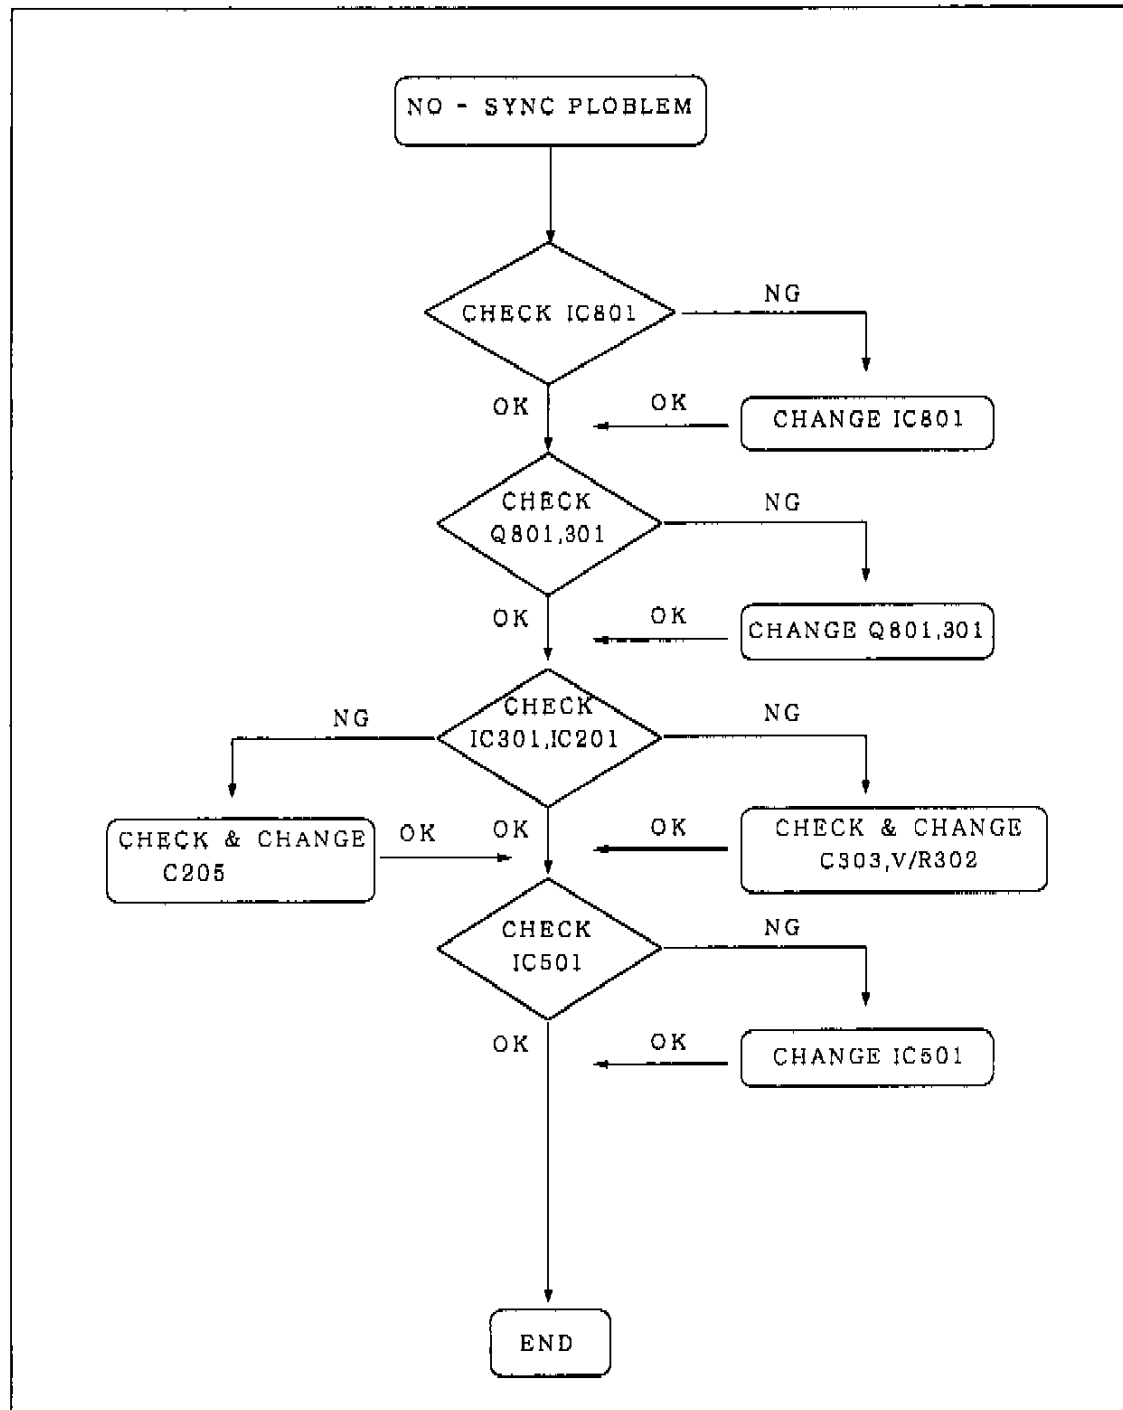 NO - SYNC PLOBLEM
CHECK IC801
NG
OK
OK
CHANGE IC801
CHECK
Q801,301
NG
OK
OK
CHANGE Q801,301
CHECK
IC301,IC201
NG
NG
CHECK & CHANGE
C205
OK
OK
OK
CHECK & CHANGE
C303,V/R302
CHECK
IC501
NG
OK
OK
CHANGE IC501
END